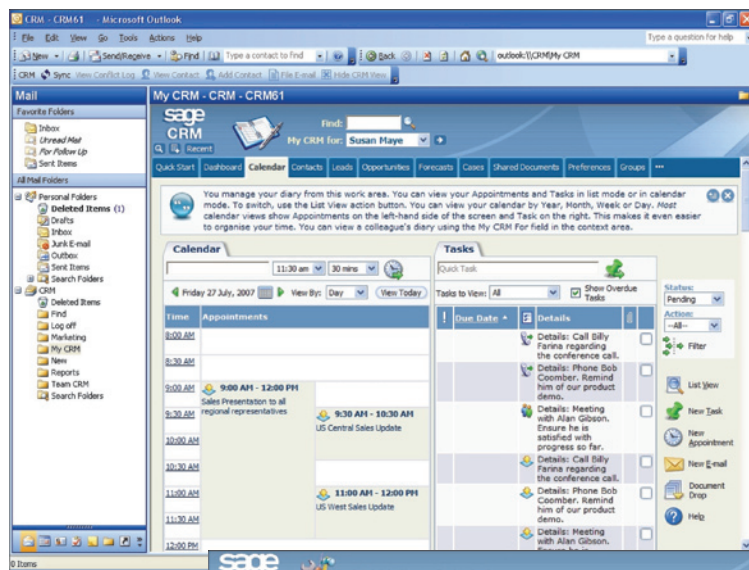 CRM - CRM61 - Microsoft Outlook
File Edit View Go Tools Actions Help
Type a question for help
New Send/Receive Find Type a contact to find Back outlook:\\CRM\My CRM
CRM Sync View Conflict Log View Contact Add Contact File E-mail Hide CRM View
Mail
My CRM - CRM - CRM61
Favorite Folders
Inbox
Unread Mail
For Follow Up
Sent Items
All Mail Folders
Personal Folders
Deleted Items (1)
Drafts
Inbox
Junk E-mail
Outbox
Sent Items
Search Folders
CRM
Deleted Items
Find
Log off
Marketing
My CRM
New
Reports
Team CRM
Search Folders
0 Items
sage
CRM
Recent
Find:
My CRM for: Susan Maye
Quick Start Dashboard Calendar Contacts Leads Opportunities Forecasts Cases Shared Documents Preferences Groups
You manage your diary from this work area. You can view your Appointments and Tasks in list mode or in calendar
mode. To switch, use the List View action button. You can view your calendar by Year, Month, Week or Day. Most
calendar views show Appointments on the left-hand side of the screen and Task on the right. This makes it even easier
to organise your time. You can view a colleague's diary using the My CRM For field in the context area.
Calendar
11:30 am 30 mins
Friday 27 July, 2007 View By: Day View Today
Time Appointments
8:00 AM
8:30 AM
9:00 AM 9:00 AM - 12:00 PM
Sales Presentation to all
regional representatives
9:30 AM 9:30 AM - 10:30 AM
US Central Sales Update
10:00 AM
10:30 AM
11:00 AM 11:00 AM - 12:00 PM
US West Sales Update
11:30 AM
12:00 PM
Tasks
Quick Task
Tasks to View: All Show Overdue
Tasks
! Due Date Details
Details: Call Billy
Farina regarding
the conference call.
Details: Phone Bob
Coomber. Remind
him of our product
demo.
Details: Meeting
with Alan Gibson.
Ensure he is
satisfied with
progress so far.
Details: Call Billy
Farina regarding
the conference call.
Details: Phone Bob
Coomber. Remind
him of our product
demo.
Details: Meeting
with Alan Gibson.
Ensure he is
Status:
Pending
Action:
--All--
Filter
List View
New Task
New
Appointment
New E-mail
Document
Drop
Help
sage